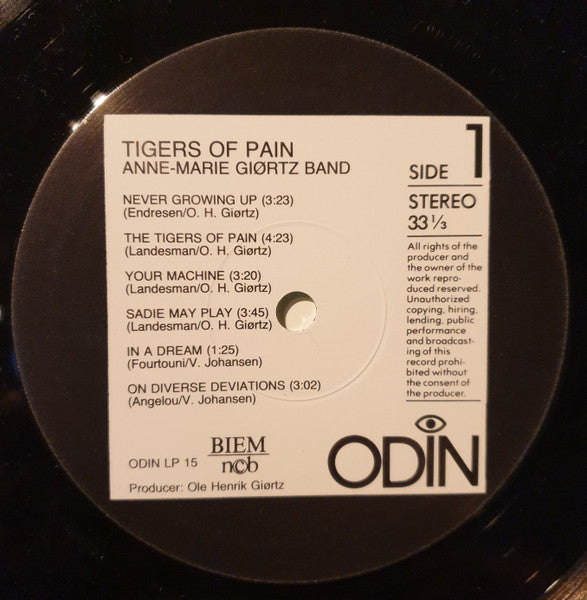 TIGERS OF PAIN
ANNE-MARIE GIØRTZ BAND
NEVER GROWING UP (3:23)
(Endresen/O. H. Giørtz)
THE TIGERS OF PAIN (4:23)
(Landesman/O. H. Giørtz)
YOUR MACHINE (3:20)
(Landesman/O. H. Giørtz)
SADIE MAY PLAY (3:45)
(Landesman/O. H. Giørtz)
IN A DREAM (1:25)
(Fourtouni/V. Johansen)
ON DIVERSE DEVIATIONS (3:02)
(Angelou/V. Johansen)
ODIN LP 15
BIEM
ncb
Producer: Ole Henrik Giørtz
SIDE 1
STEREO
33 ⅓
All rights of the
producer and
the owner of the
work repro-
duced reserved.
Unauthorized
copying, hiring,
lending, public
performance
and broadcast-
ing of this
record prohi-
bited without
the consent of
the producer.
ODIN